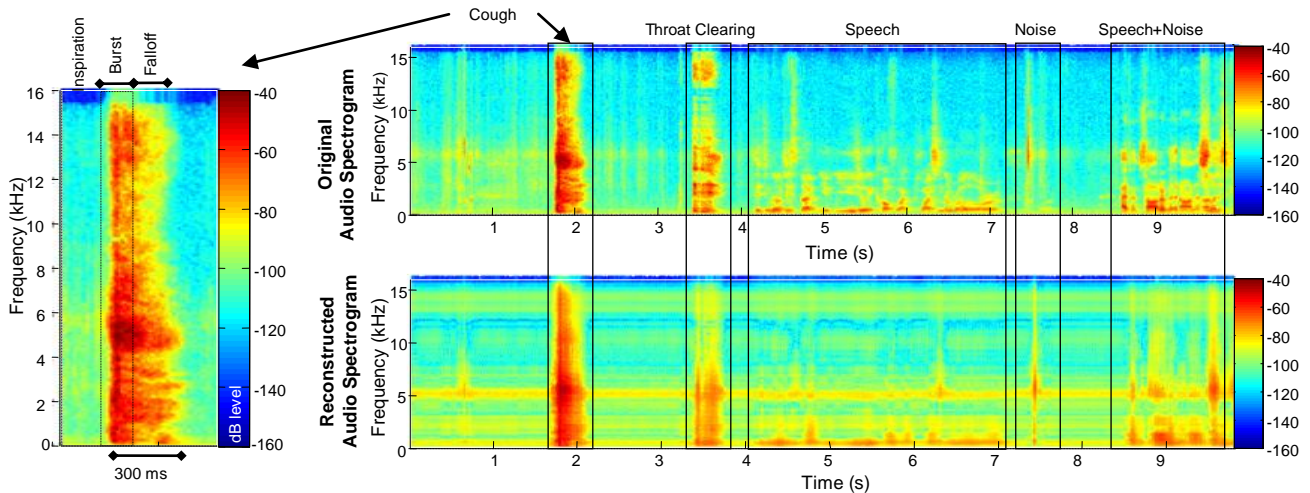 Cough
Inspiration
Burst
Falloff
16
14
12
10
8
6
4
2
0
Frequency (kHz)
-40
-60
-80
-100
-120
-140
-160
dB level
300 ms
Throat Clearing
Speech
Noise
Speech+Noise
Original
Audio Spectrogram
Frequency (kHz)
15
10
5
0
1 2 3 4 5 6 7 8 9
Time (s)
-40
-60
-80
-100
-120
-140
-160
Reconstructed
Audio Spectrogram
Frequency (kHz)
15
10
5
0
1 2 3 4 5 6 7 8 9
Time (s)
-40
-60
-80
-100
-120
-140
-160